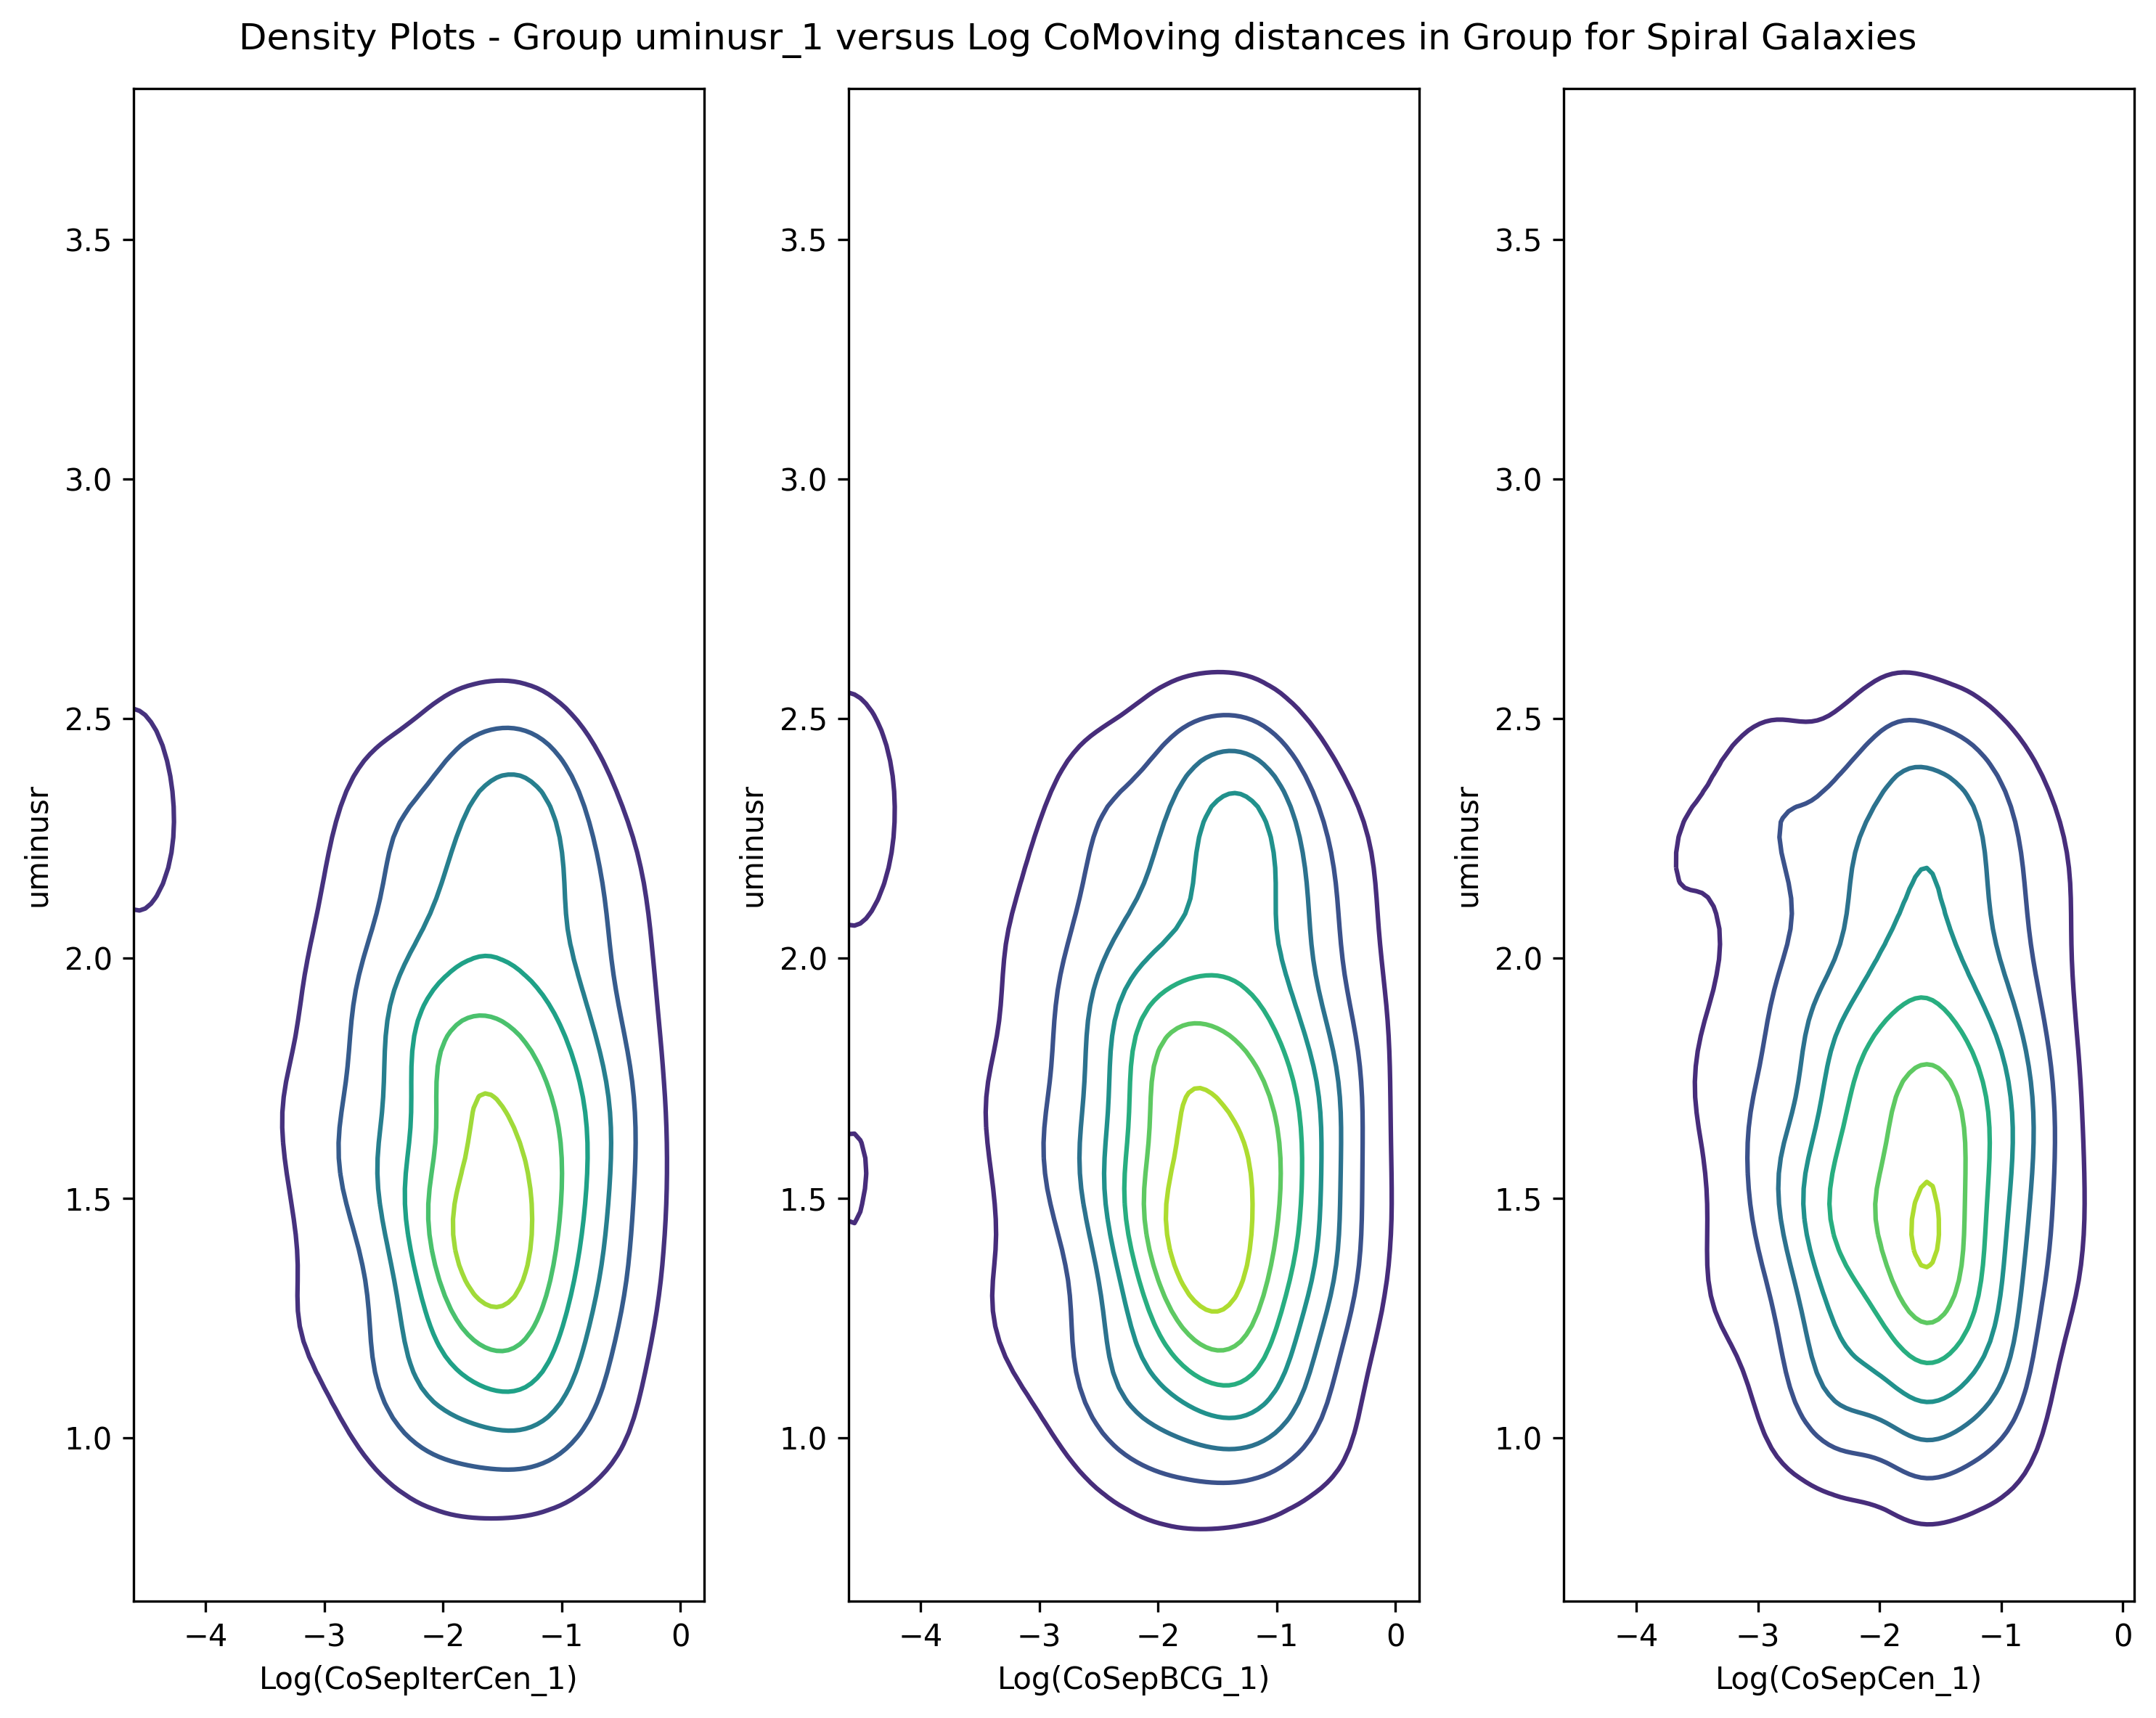 Density Plots - Group uminusr_1 versus Log CoMoving distances in Group for Spiral Galaxies
uminusr
3.5
3.0
2.5
2.0
1.5
1.0
−4 −3 −2 −1 0
Log(CoSepIterCen_1)
uminusr
3.5
3.0
2.5
2.0
1.5
1.0
−4 −3 −2 −1 0
Log(CoSepBCG_1)
uminusr
3.5
3.0
2.5
2.0
1.5
1.0
−4 −3 −2 −1 0
Log(CoSepCen_1)